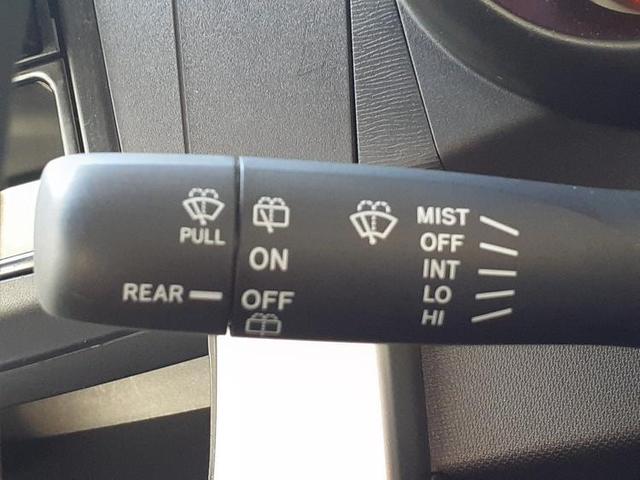 PULL
REAR
ON
OFF
MIST
OFF
INT
LO
HI